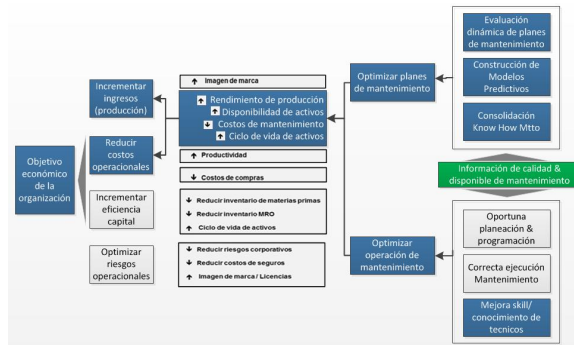 Evaluación
dinámica de planes
de mantenimiento
Construcción de
Modelos
Predictivos
Consolidación
Know How Mtto
Optimizar planes
de mantenimiento
Imagen de marca
Rendimiento de producción
Disponibilidad de activos
Costos de mantenimiento
Ciclo de vida de activos
Productividad
Costos de compras
Reducir inventario de materias primas
Reducir inventario MRO
Ciclo de vida de activos
Reducir riesgos corporativos
Reducir costos de seguros
Imagen de marca / Licencias
Incrementar
ingresos
(producción)
Reducir
costos
operacionales
Incrementar
eficiencia
capital
Optimizar
riesgos
operacionales
Objetivo
económico
de la
organización
Información de calidad &
disponible de mantenimiento
Optimizar
operación de
mantenimiento
Oportuna
planeación &
programación
Correcta ejecución
Mantenimiento
Mejora skill/
conocimiento de
tecnicos